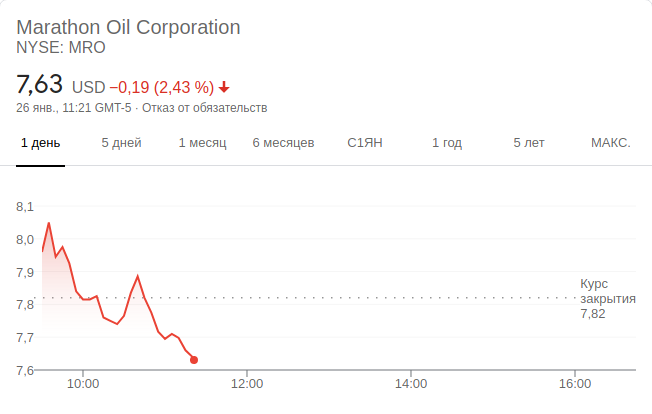 Marathon Oil Corporation
NYSE: MRO
7,63 USD −0,19 (2,43 %)
26 янв., 11:21 GMT-5 · Отказ от обязательств
1 день 5 дней 1 месяц 6 месяцев С1ЯН 1 год 5 лет МАКС.
8,1
8,0
7,9
7,8
7,7
7,6
Курс
закрытия
7,82
10:00 12:00 14:00 16:00